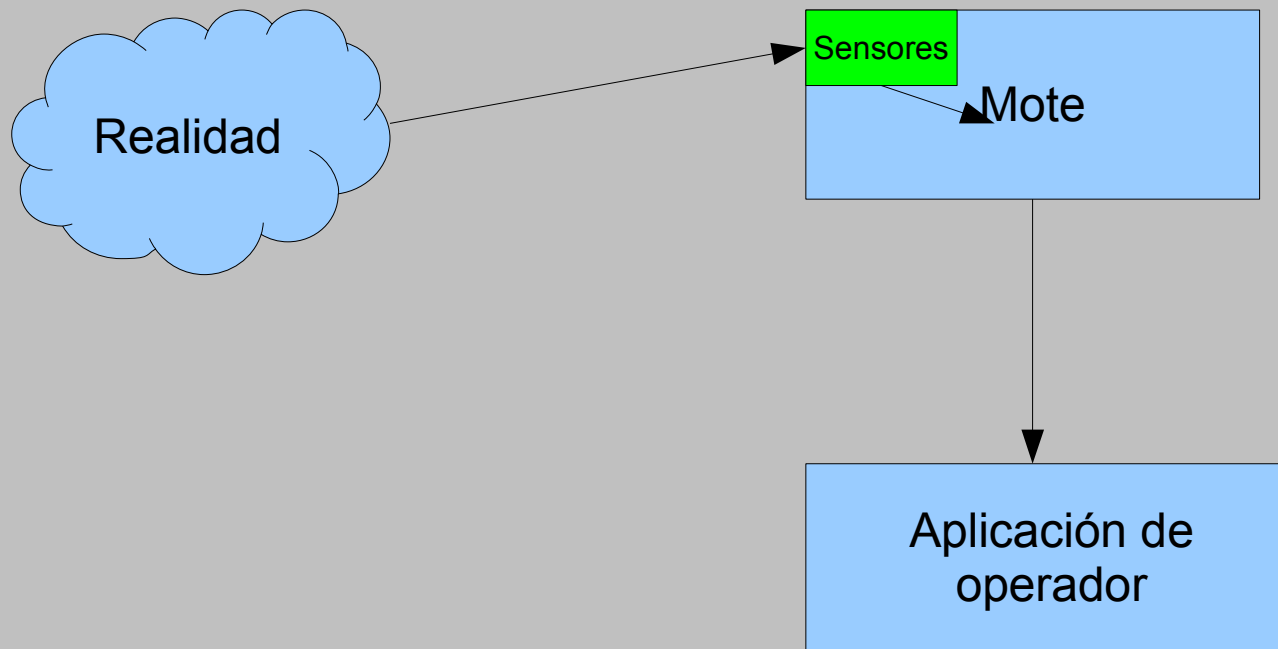 Sensores
Mote
Realidad
Aplicación de
operador